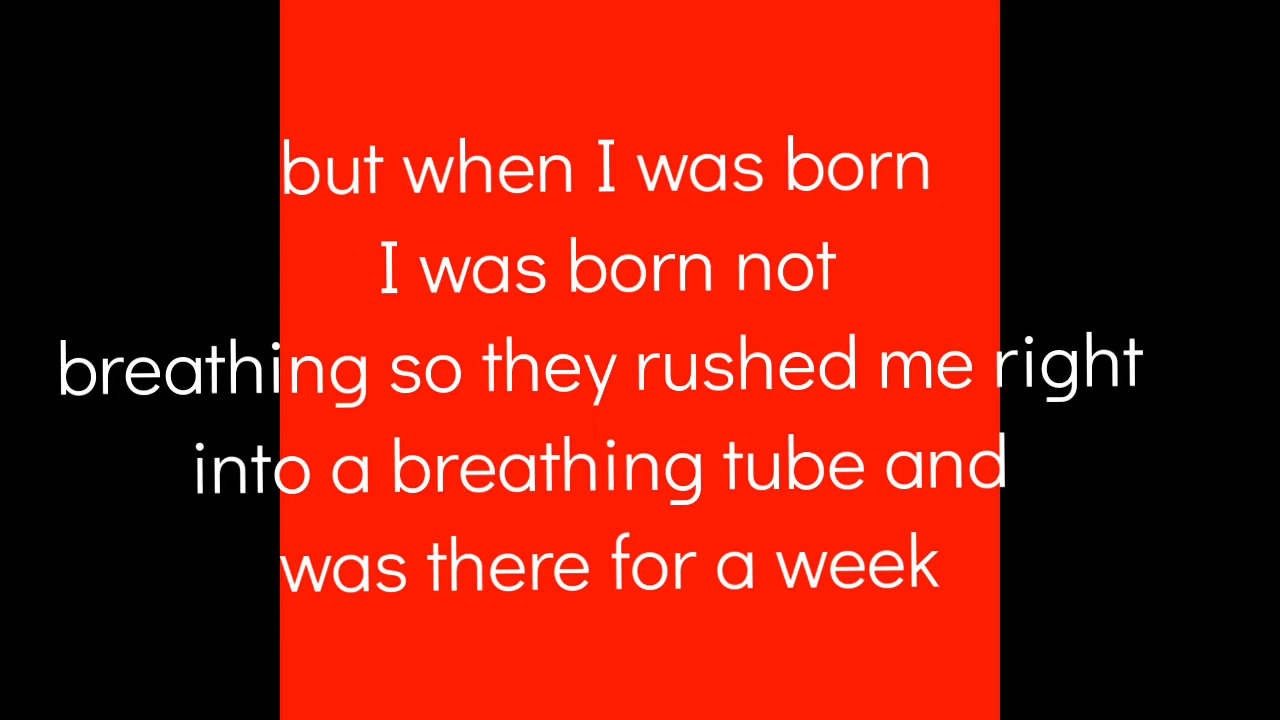 but when I was born
I was born not
breathing so they rushed me right
into a breathing tube and
was there for a week